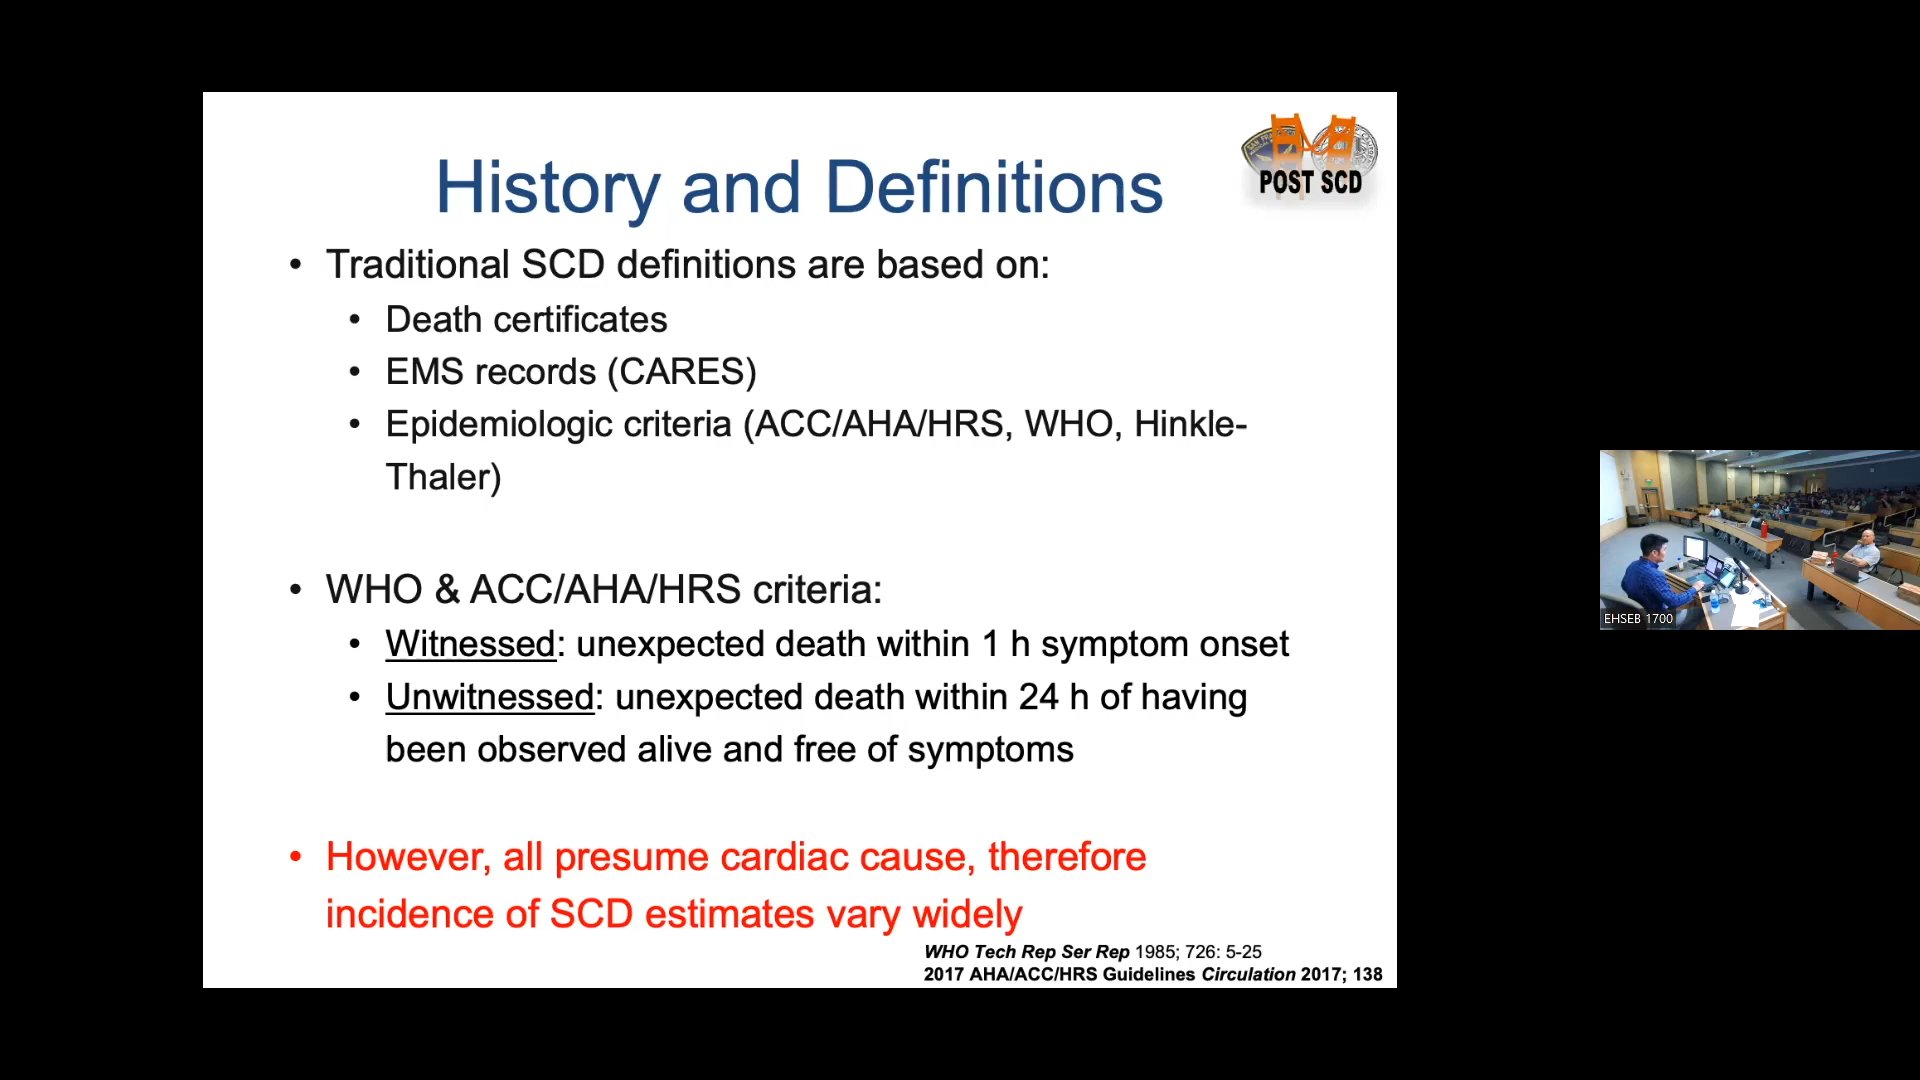 POST SCD
History and Definitions
• Traditional SCD definitions are based on:
• Death certificates
• EMS records (CARES)
• Epidemiologic criteria (ACC/AHA/HRS, WHO, Hinkle-
Thaler)
• WHO & ACC/AHA/HRS criteria:
• Witnessed: unexpected death within 1 h symptom onset
• Unwitnessed: unexpected death within 24 h of having
been observed alive and free of symptoms
• However, all presume cardiac cause, therefore
incidence of SCD estimates vary widely
WHO Tech Rep Ser Rep 1985; 726: 5-25
2017 AHA/ACC/HRS Guidelines Circulation 2017; 138
EHSEB 1700